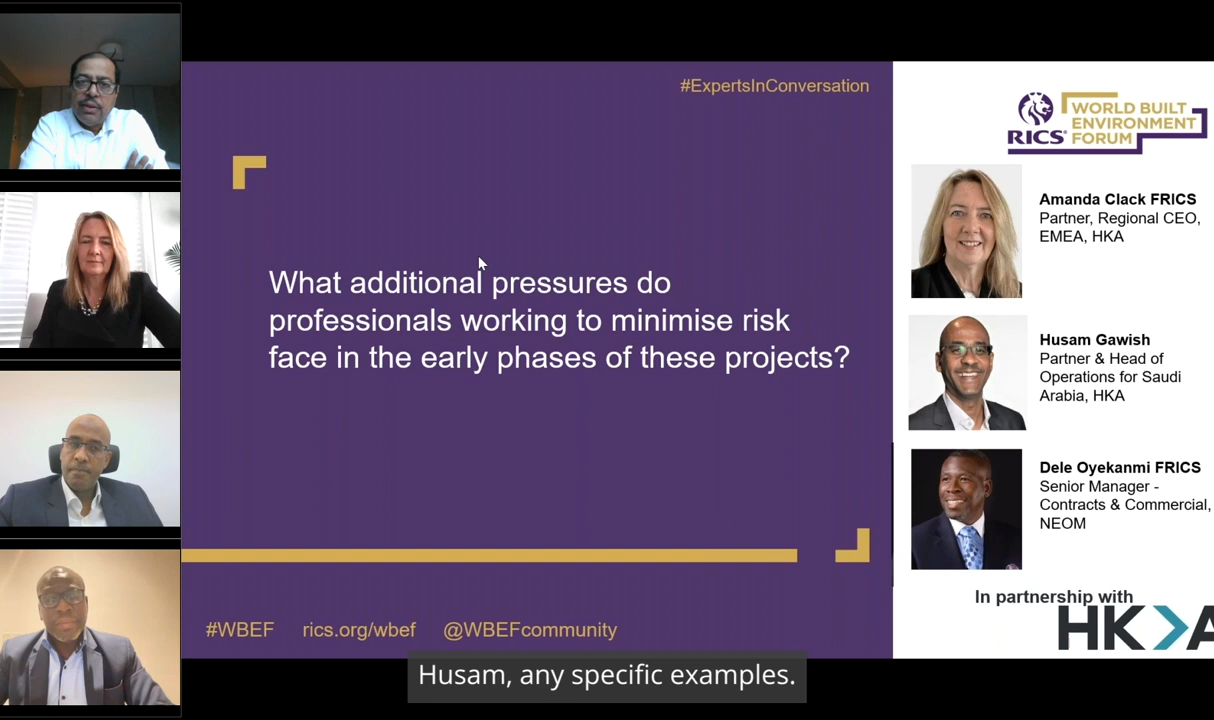 #ExpertsInConversation
What additional pressures do
professionals working to minimise risk
face in the early phases of these projects?
#WBEF rics.org/wbef @WBEFcommunity
RICS®
WORLD BUILT
ENVIRONMENT
FORUM
Amanda Clack FRICS
Partner, Regional CEO,
EMEA, HKA
Husam Gawish
Partner & Head of
Operations for Saudi
Arabia, HKA
Dele Oyekanmi FRICS
Senior Manager -
Contracts & Commercial,
NEOM
In partnership with
HKA
Husam, any specific examples.